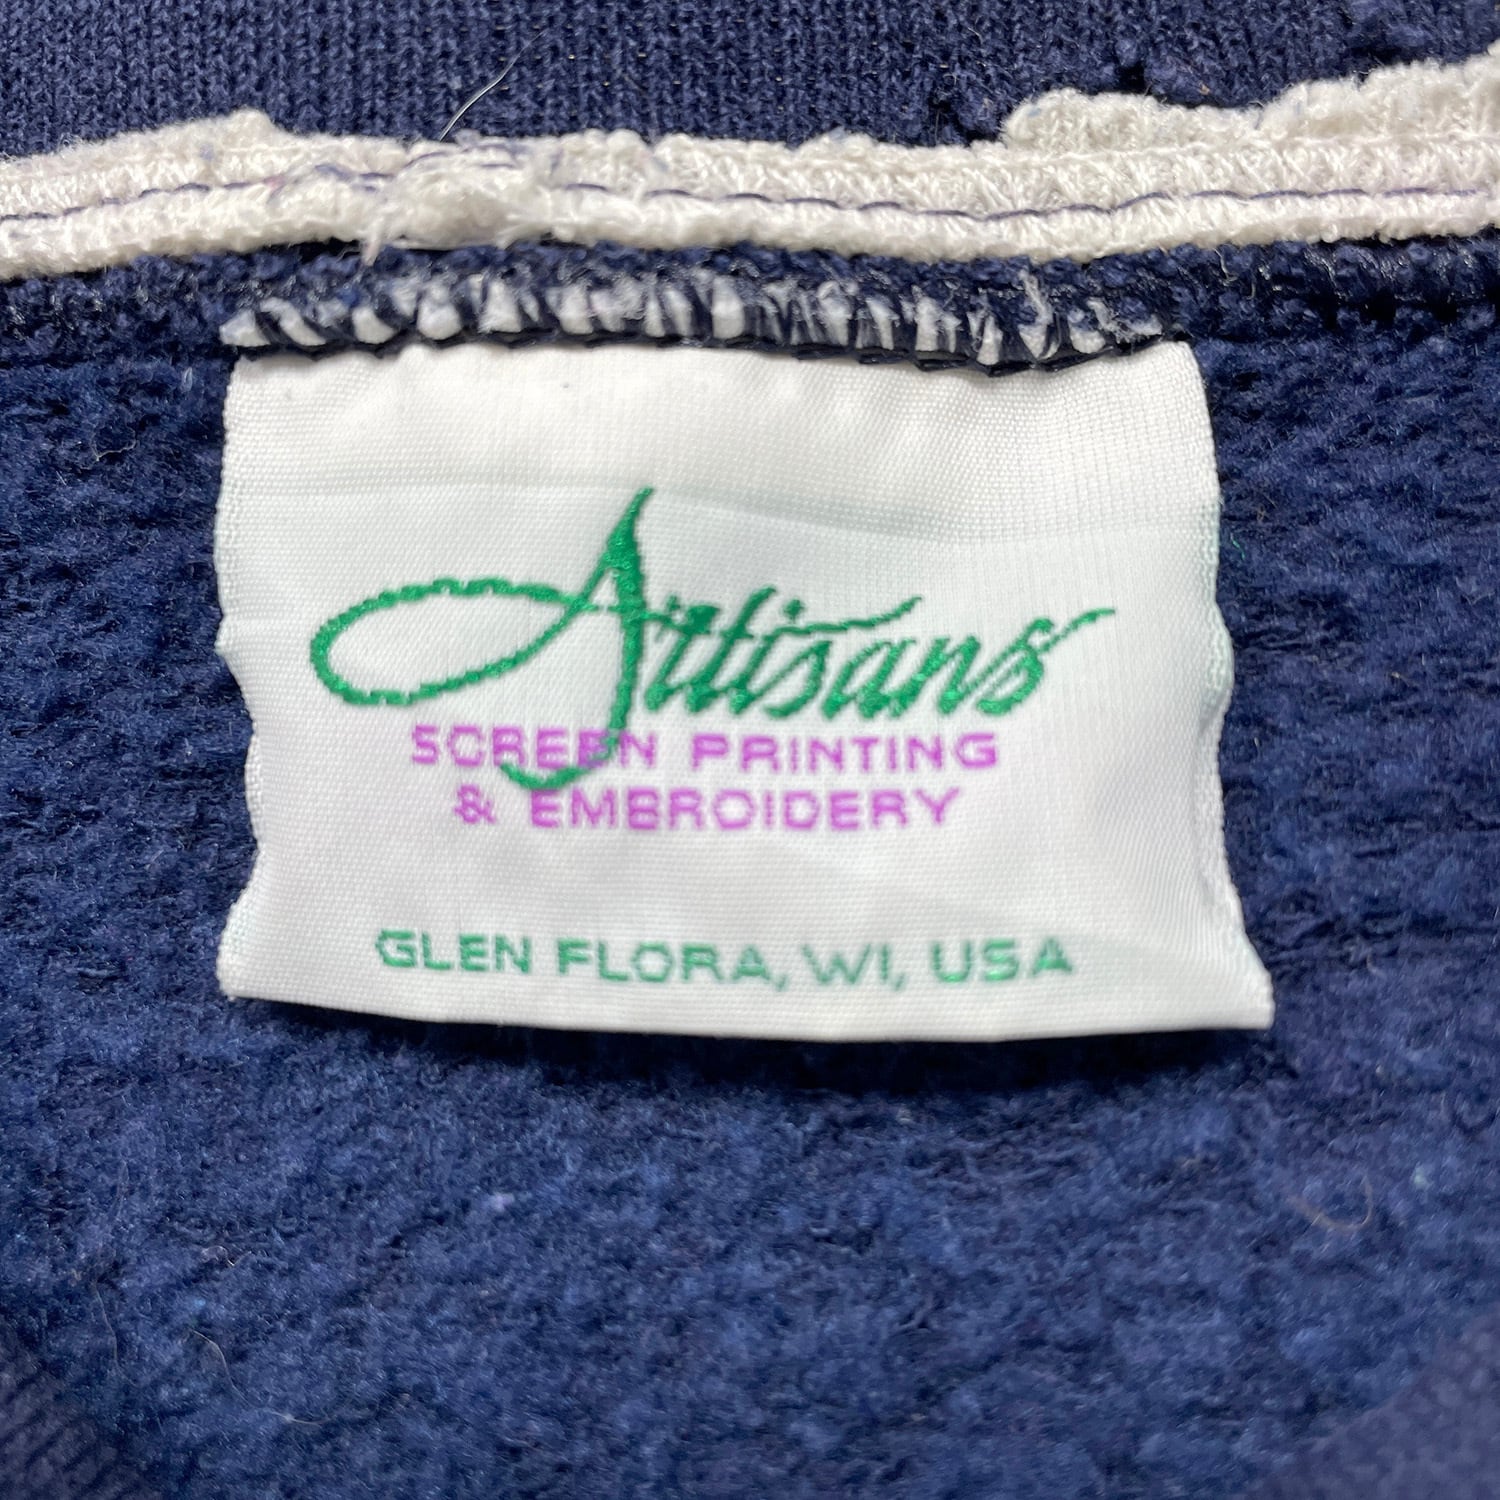 Artisans
SCREEN PRINTING
& EMBROIDERY
GLEN FLORA, WI, USA